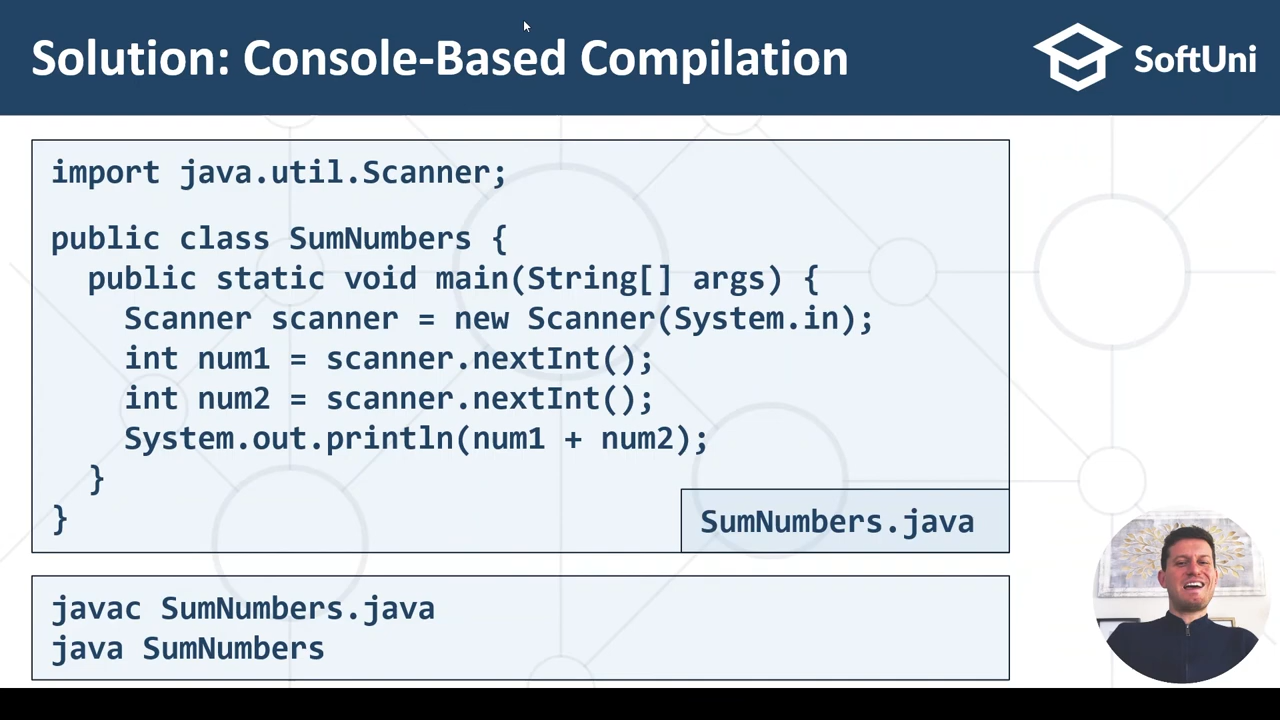 Solution: Console-Based Compilation
SoftUni
import java.util.Scanner;
public class SumNumbers {
  public static void main(String[] args) {
    Scanner scanner = new Scanner(System.in);
    int num1 = scanner.nextInt();
    int num2 = scanner.nextInt();
    System.out.println(num1 + num2);
  }
}
SumNumbers.java
javac SumNumbers.java
java SumNumbers